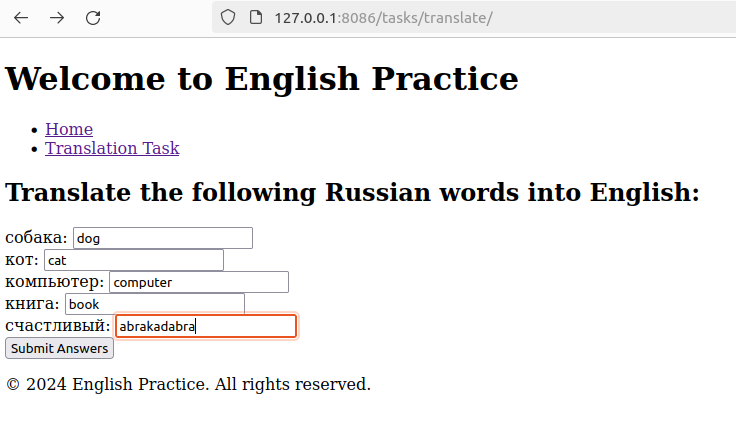 127.0.0.1:8086/tasks/translate/
Welcome to English Practice
Home
Translation Task
Translate the following Russian words into English:
собака: dog
кот: cat
компьютер: computer
книга: book
счастливый: abrakadabra
Submit Answers
© 2024 English Practice. All rights reserved.